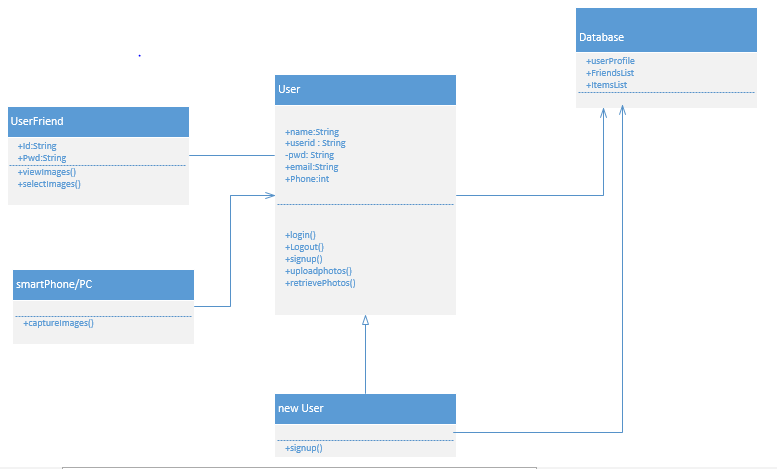 Database
+userProfile
+FriendsList
+ItemsList
User
+name:String
+userid : String
-pwd: String
+email:String
+Phone:int
+login()
+Logout()
+signup()
+uploadphotos()
+retrievePhotos()
UserFriend
+Id:String
+Pwd:String
+viewImages()
+selectImages()
smartPhone/PC
+captureImages()
new User
+signup()